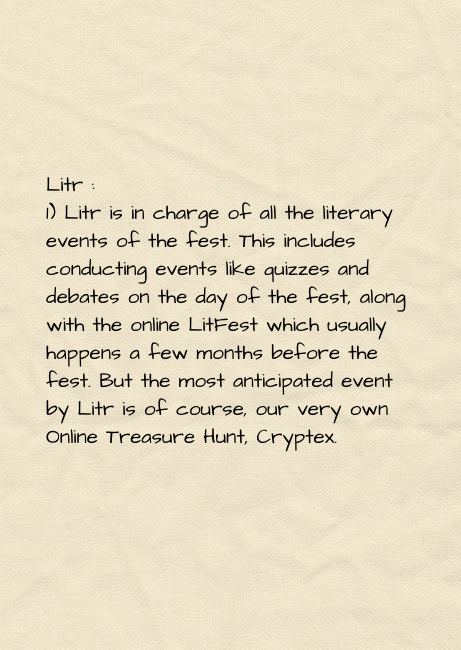 Litr :
1) Litr is in charge of all the literary
events of the fest. This includes
conducting events like quizzes and
debates on the day of the fest, along
with the online LitFest which usually
happens a few months before the
fest. But the most anticipated event
by Litr is of course, our very own
Online Treasure Hunt, Cryptex.